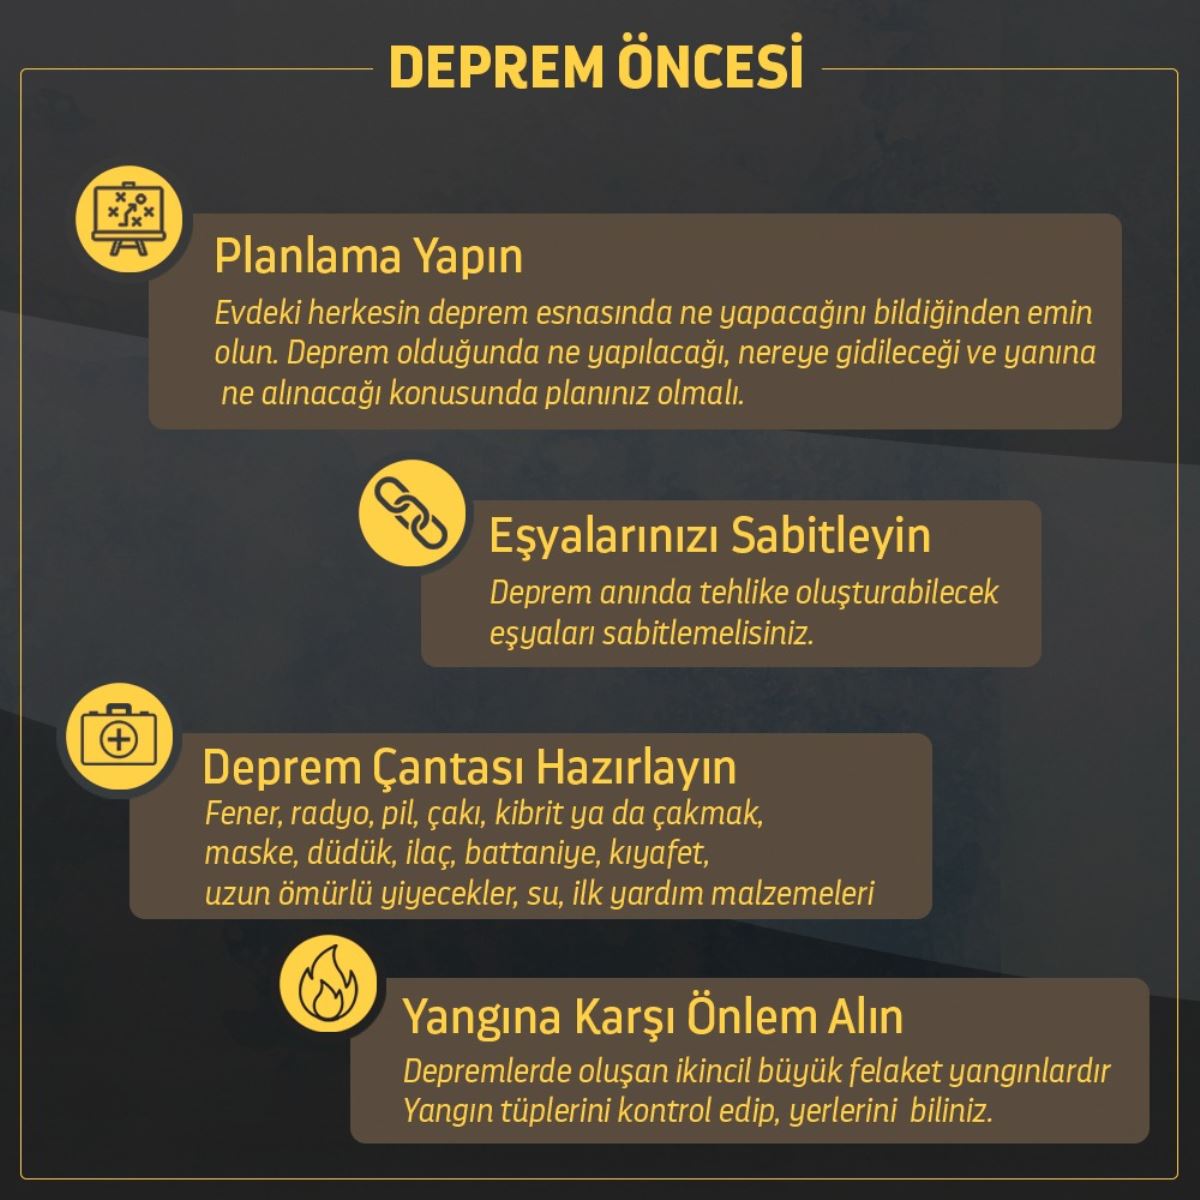 DEPREM ÖNCESİ
Planlama Yapın
Evdeki herkesin deprem esnasında ne yapacağını bildiğinden emin
olun. Deprem olduğunda ne yapılacağı, nereye gidileceği ve yanına
ne alınacağı konusunda planınız olmalı.
Eşyalarınızı Sabitleyin
Deprem anında tehlike oluşturabilecek
eşyaları sabitlemelisiniz.
Deprem Çantası Hazırlayın
Fener, radyo, pil, çakı, kibrit ya da çakmak,
maske, düdük, ilaç, battaniye, kıyafet,
uzun ömürlü yiyecekler, su, ilk yardım malzemeleri
Yangına Karşı Önlem Alın
Depremlerde oluşan ikincil büyük felaket yangınlardır
Yangın tüplerini kontrol edip, yerlerini biliniz.